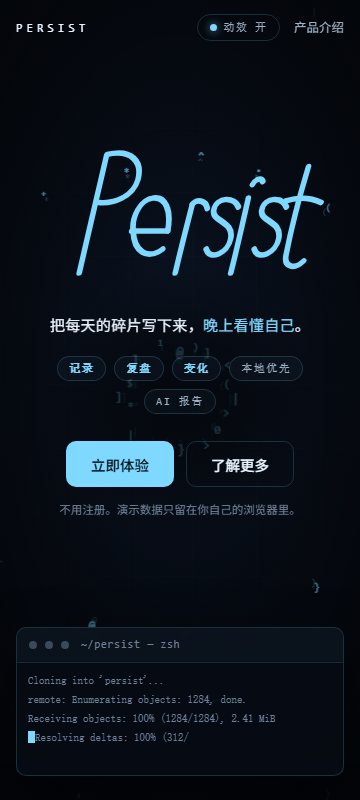 PERSIST
动效 开
产品介绍
Persist
把每天的碎片写下来，晚上看懂自己。
记录
复盘
变化
本地优先
AI 报告
立即体验
了解更多
不用注册。演示数据只留在你自己的浏览器里。
~/persist — zsh
Cloning into 'persist'...
remote: Enumerating objects: 1284, done.
Receiving objects: 100% (1284/1284), 2.41 MiB
Resolving deltas: 100% (312/